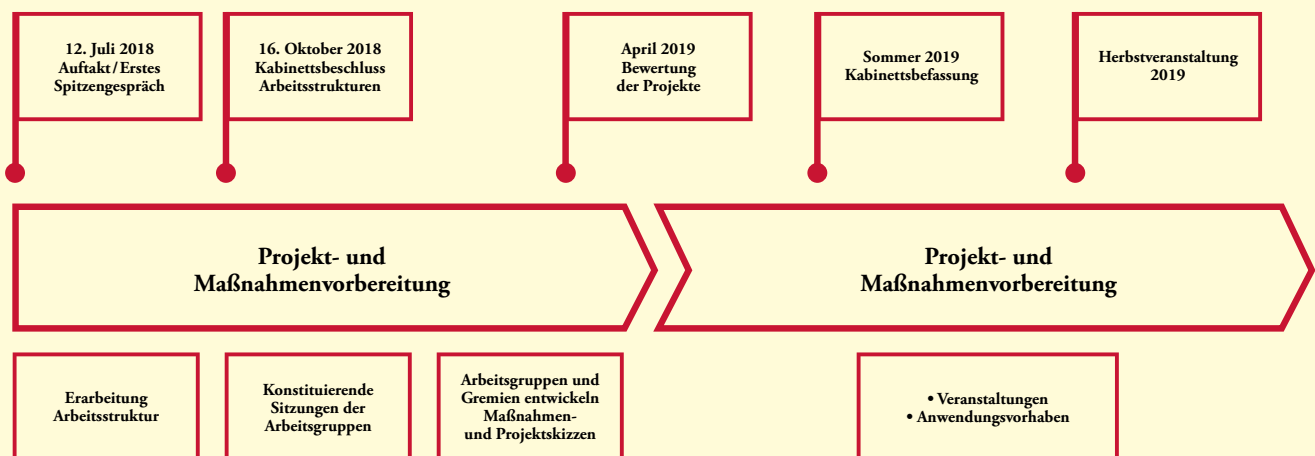 12. Juli 2018
Auftakt/Erstes
Spitzengespräch
16. Oktober 2018
Kabinettsbeschluss
Arbeitsstrukturen
April 2019
Bewertung
der Projekte
Sommer 2019
Kabinettsbefassung
Herbstveranstaltung
2019
Projekt- und
Maßnahmenvorbereitung
Projekt- und
Maßnahmenvorbereitung
Erarbeitung
Arbeitsstruktur
Konstituierende
Sitzungen der
Arbeitsgruppen
Arbeitsgruppen und
Gremien entwickeln
Maßnahmen-
und Projektskizzen
• Veranstaltungen
• Anwendungsvorhaben